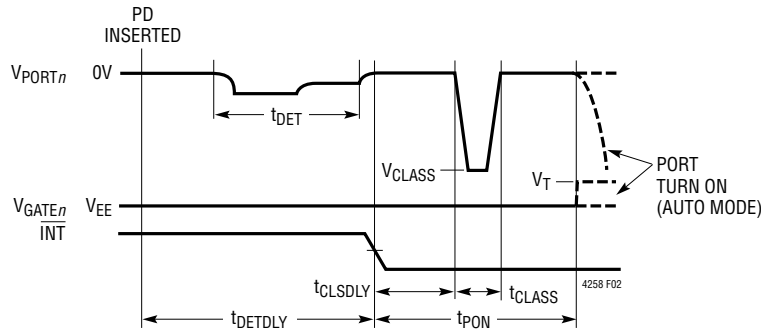 PD
INSERTED
VPORTn 0V
tDET
VCLASS
VT
PORT
TURN ON
(AUTO MODE)
VGATEn VEE
INT
tCLSDLY
tCLASS
4258 F02
tDETDLY
tPON